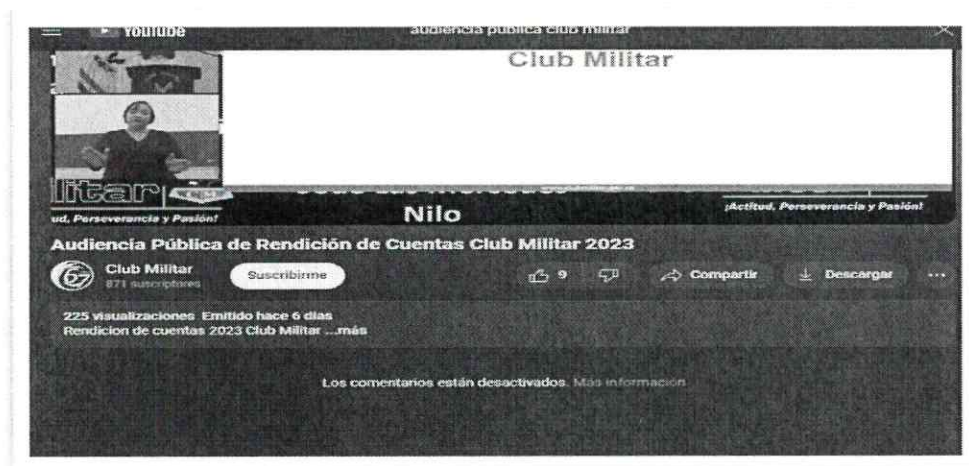 YouTube
audiencia pública club militar
Club Militar
litar
ud, Perseverancia y Pasión!
Nilo
¡Actitud, Perseverancia y Pasión!
Audiencia Pública de Rendición de Cuentas Club Militar 2023
Club Militar
871 suscriptores
Suscribirme
9
Compartir
Descargar
225 visualizaciones Emitido hace 6 días
Rendicion de cuentas 2023 Club Militar ...más
Los comentarios están desactivados. Más información